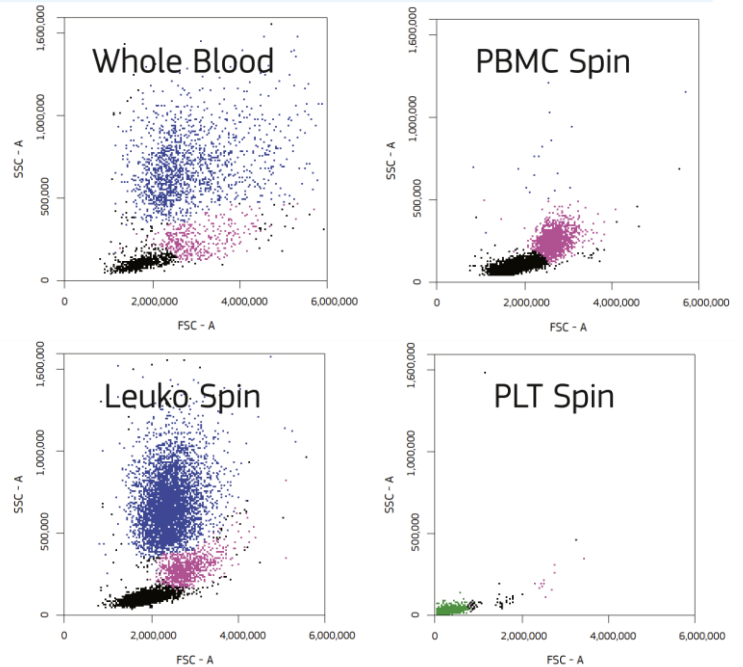 Whole Blood
1,600,000
1,000,000
500,000
0
SSC - A
0
2,000,000
4,000,000
6,000,000
FSC - A
PBMC Spin
1,600,000
1,000,000
500,000
0
SSC - A
0
2,000,000
4,000,000
6,000,000
FSC - A
Leuko Spin
1,600,000
1,000,000
500,000
0
SSC - A
0
2,000,000
4,000,000
6,000,000
FSC - A
PLT Spin
1,600,000
1,000,000
500,000
0
SSC - A
0
2,000,000
4,000,000
6,000,000
FSC - A